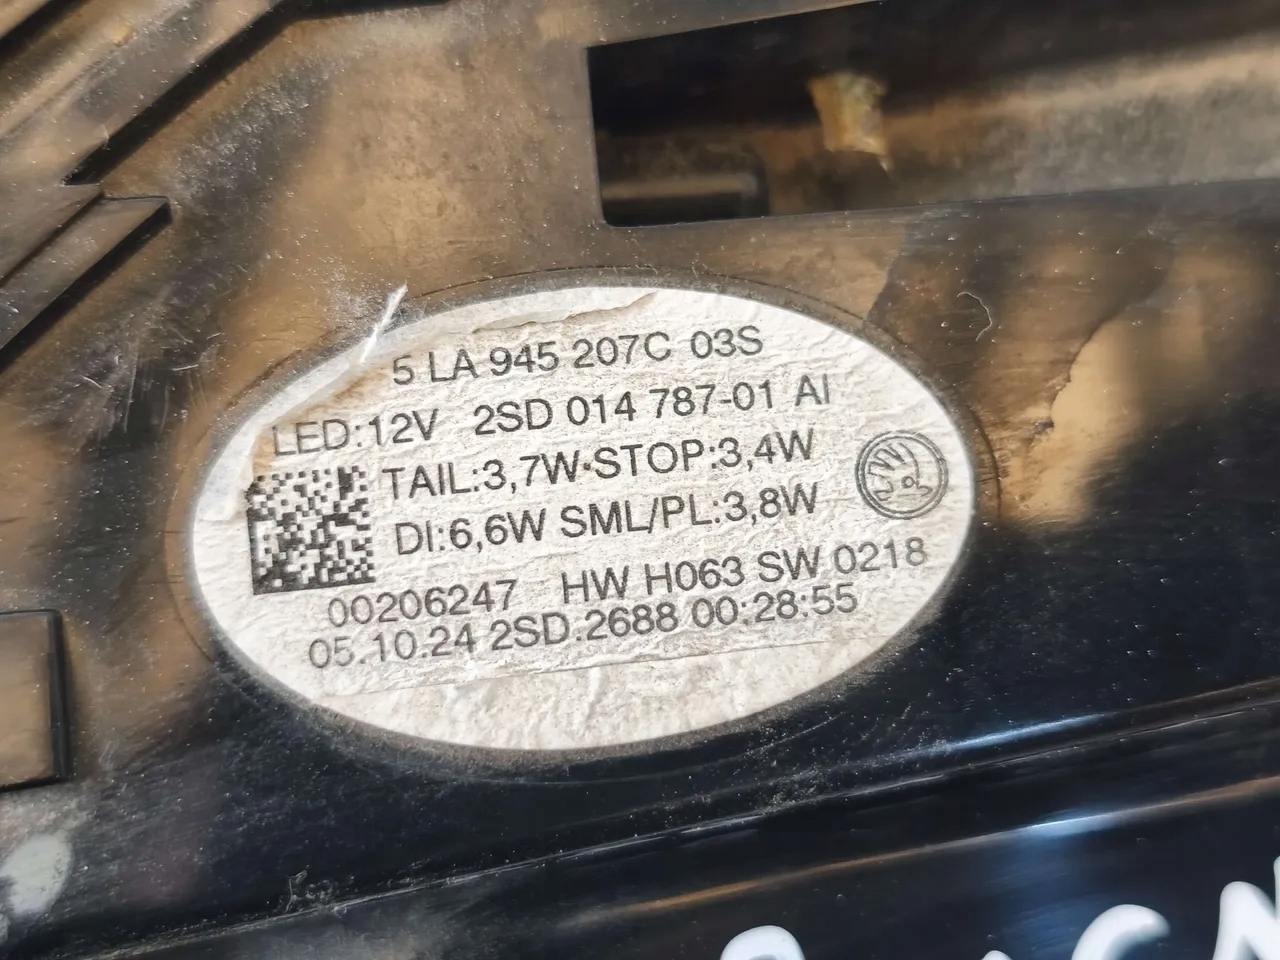 5 LA 945 207C 03S
LED:12V 2SD 014 787-01 AI
TAIL:3,7W·STOP:3,4W
DI:6,6W SML/PL:3,8W
00206247 HW H063 SW 0218
05.10.24 2SD.2688 00:28:55